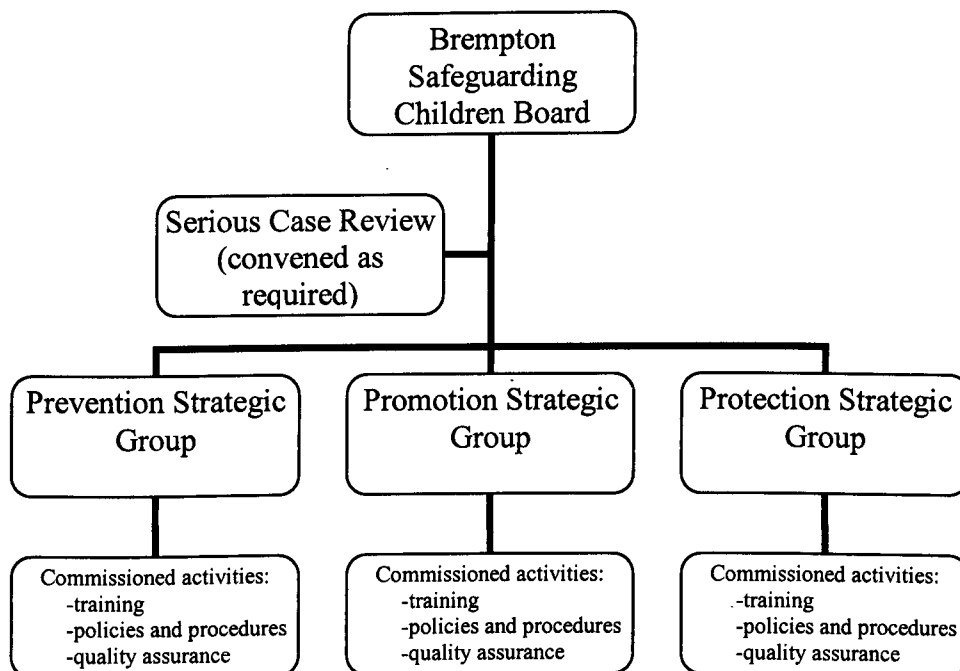 Brempton
Safeguarding
Children Board
Serious Case Review
(convened as
required)
Prevention Strategic
Group
Promotion Strategic
Group
Protection Strategic
Group
Commissioned activities:
-training
-policies and procedures
-quality assurance
Commissioned activities:
-training
-policies and procedures
-quality assurance
Commissioned activities:
-training
-policies and procedures
-quality assurance